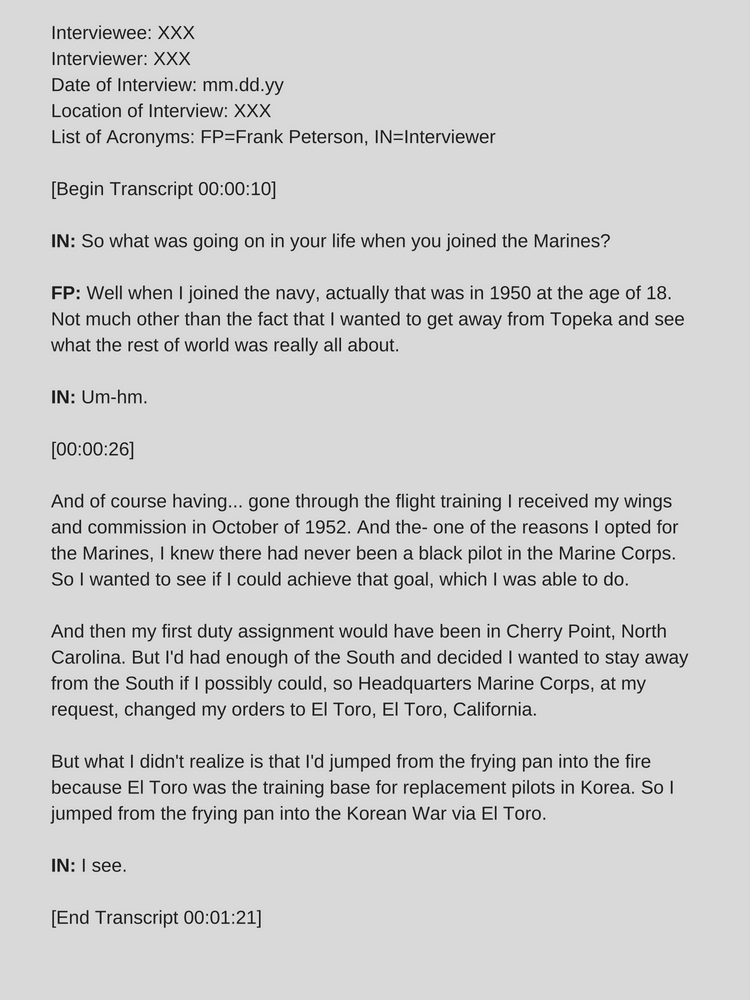 Interviewee: XXX
Interviewer: XXX
Date of Interview: mm.dd.yy
Location of Interview: XXX
List of Acronyms: FP=Frank Peterson, IN=Interviewer
[Begin Transcript 00:00:10]
IN: So what was going on in your life when you joined the Marines?
FP: Well when I joined the navy, actually that was in 1950 at the age of 18.
Not much other than the fact that I wanted to get away from Topeka and see
what the rest of world was really all about.
IN: Um-hm.
[00:00:26]
And of course having... gone through the flight training I received my wings
and commission in October of 1952. And the- one of the reasons I opted for
the Marines, I knew there had never been a black pilot in the Marine Corps.
So I wanted to see if I could achieve that goal, which I was able to do.
And then my first duty assignment would have been in Cherry Point, North
Carolina. But I'd had enough of the South and decided I wanted to stay away
from the South if I possibly could, so Headquarters Marine Corps, at my
request, changed my orders to El Toro, El Toro, California.
But what I didn't realize is that I'd jumped from the frying pan into the fire
because El Toro was the training base for replacement pilots in Korea. So I
jumped from the frying pan into the Korean War via El Toro.
IN: I see.
[End Transcript 00:01:21]